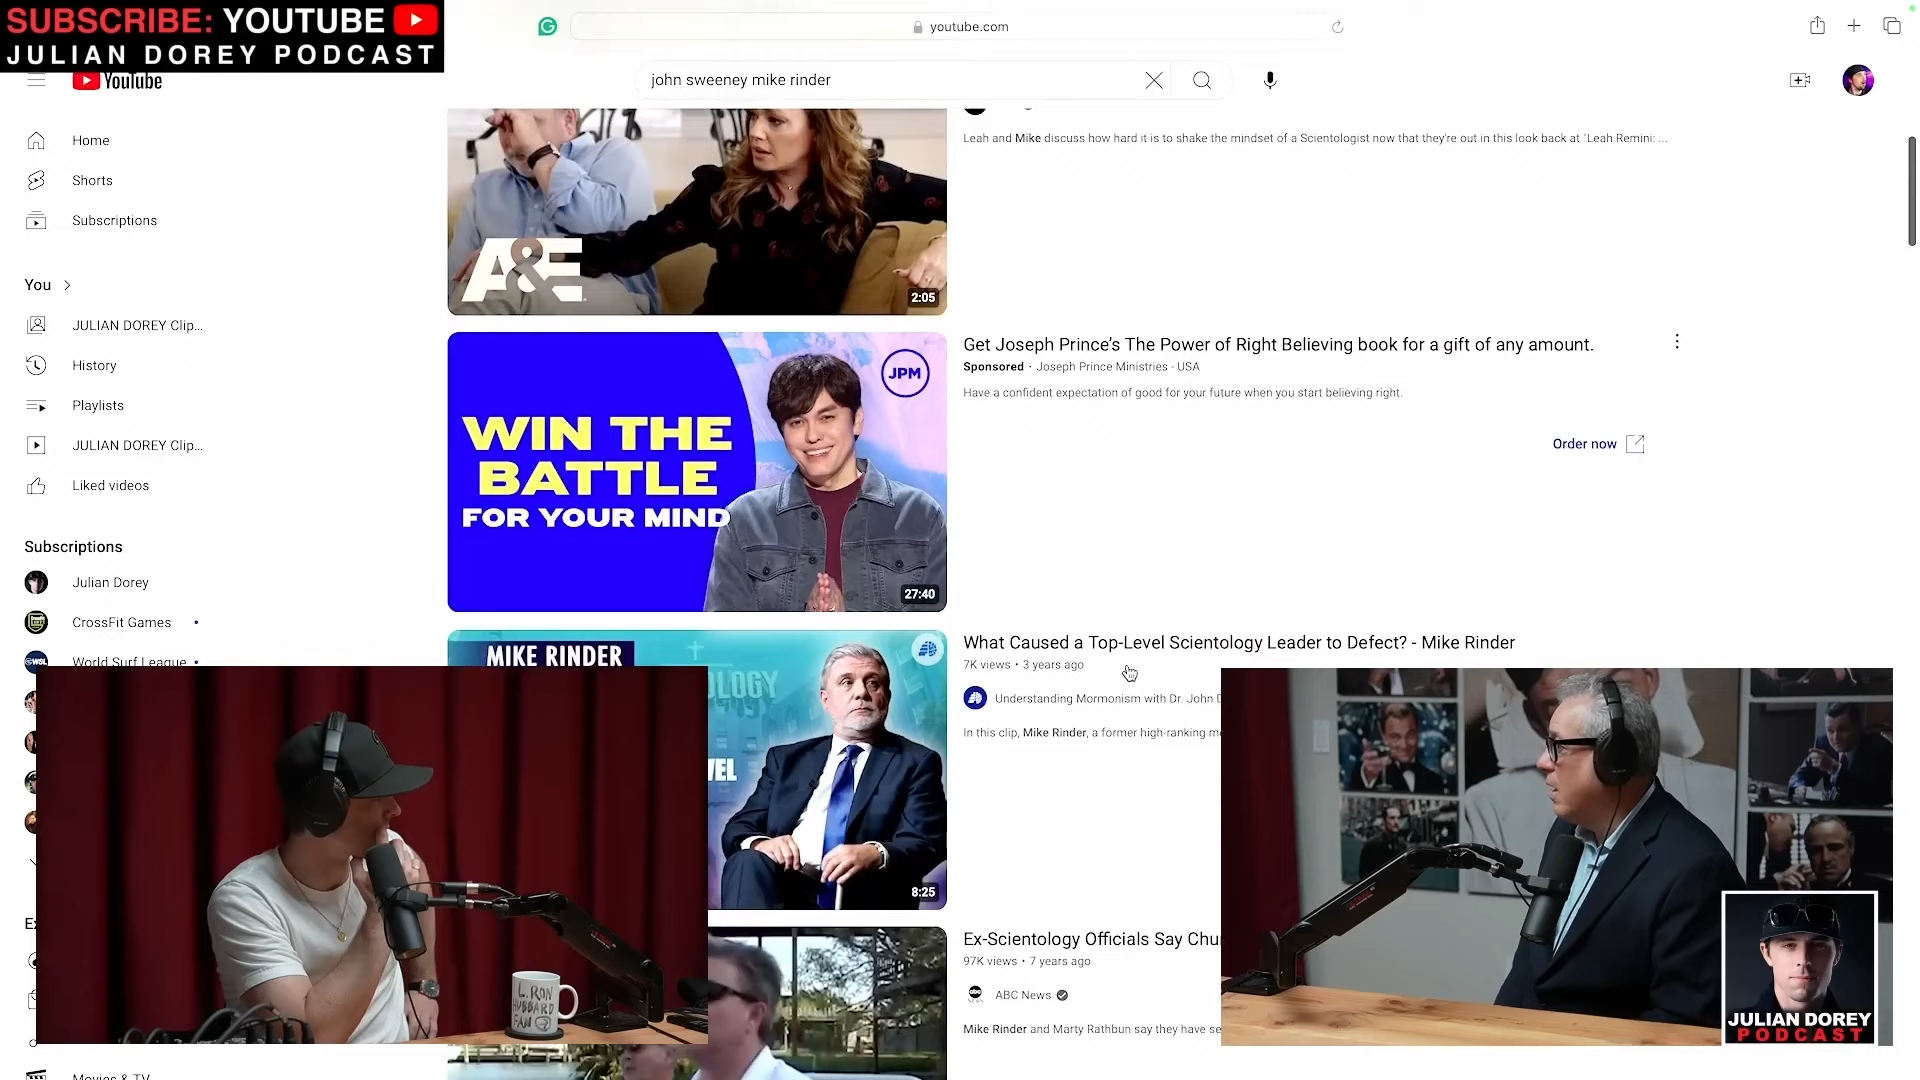 SUBSCRIBE: YOUTUBE
JULIAN DOREY PODCAST
youtube.com
YouTube
john sweeney mike rinder
Home
Shorts
Subscriptions
You
JULIAN DOREY Clip...
History
Playlists
JULIAN DOREY Clip...
Liked videos
Subscriptions
Julian Dorey
CrossFit Games
World Surf League
WSL
Movies & TV
A&E
2:05
Leah and Mike discuss how hard it is to shake the mindset of a Scientologist now that they're out in this look back at 'Leah Remini: ...
JPM
WIN THE
BATTLE
FOR YOUR MIND
27:40
Get Joseph Prince's The Power of Right Believing book for a gift of any amount.
Sponsored · Joseph Prince Ministries - USA
Have a confident expectation of good for your future when you start believing right.
Order now
MIKE RINDER
8:25
What Caused a Top-Level Scientology Leader to Defect? - Mike Rinder
7K views • 3 years ago
Understanding Mormonism with Dr. John D
In this clip, Mike Rinder, a former high-ranking
Ex-Scientology Officials Say
97K views • 7 years ago
abc NEWS
ABC News
Mike Rinder and Marty Rathbun say they have
L. RON
HUBBARD
FAN
JULIAN DOREY
PODCAST